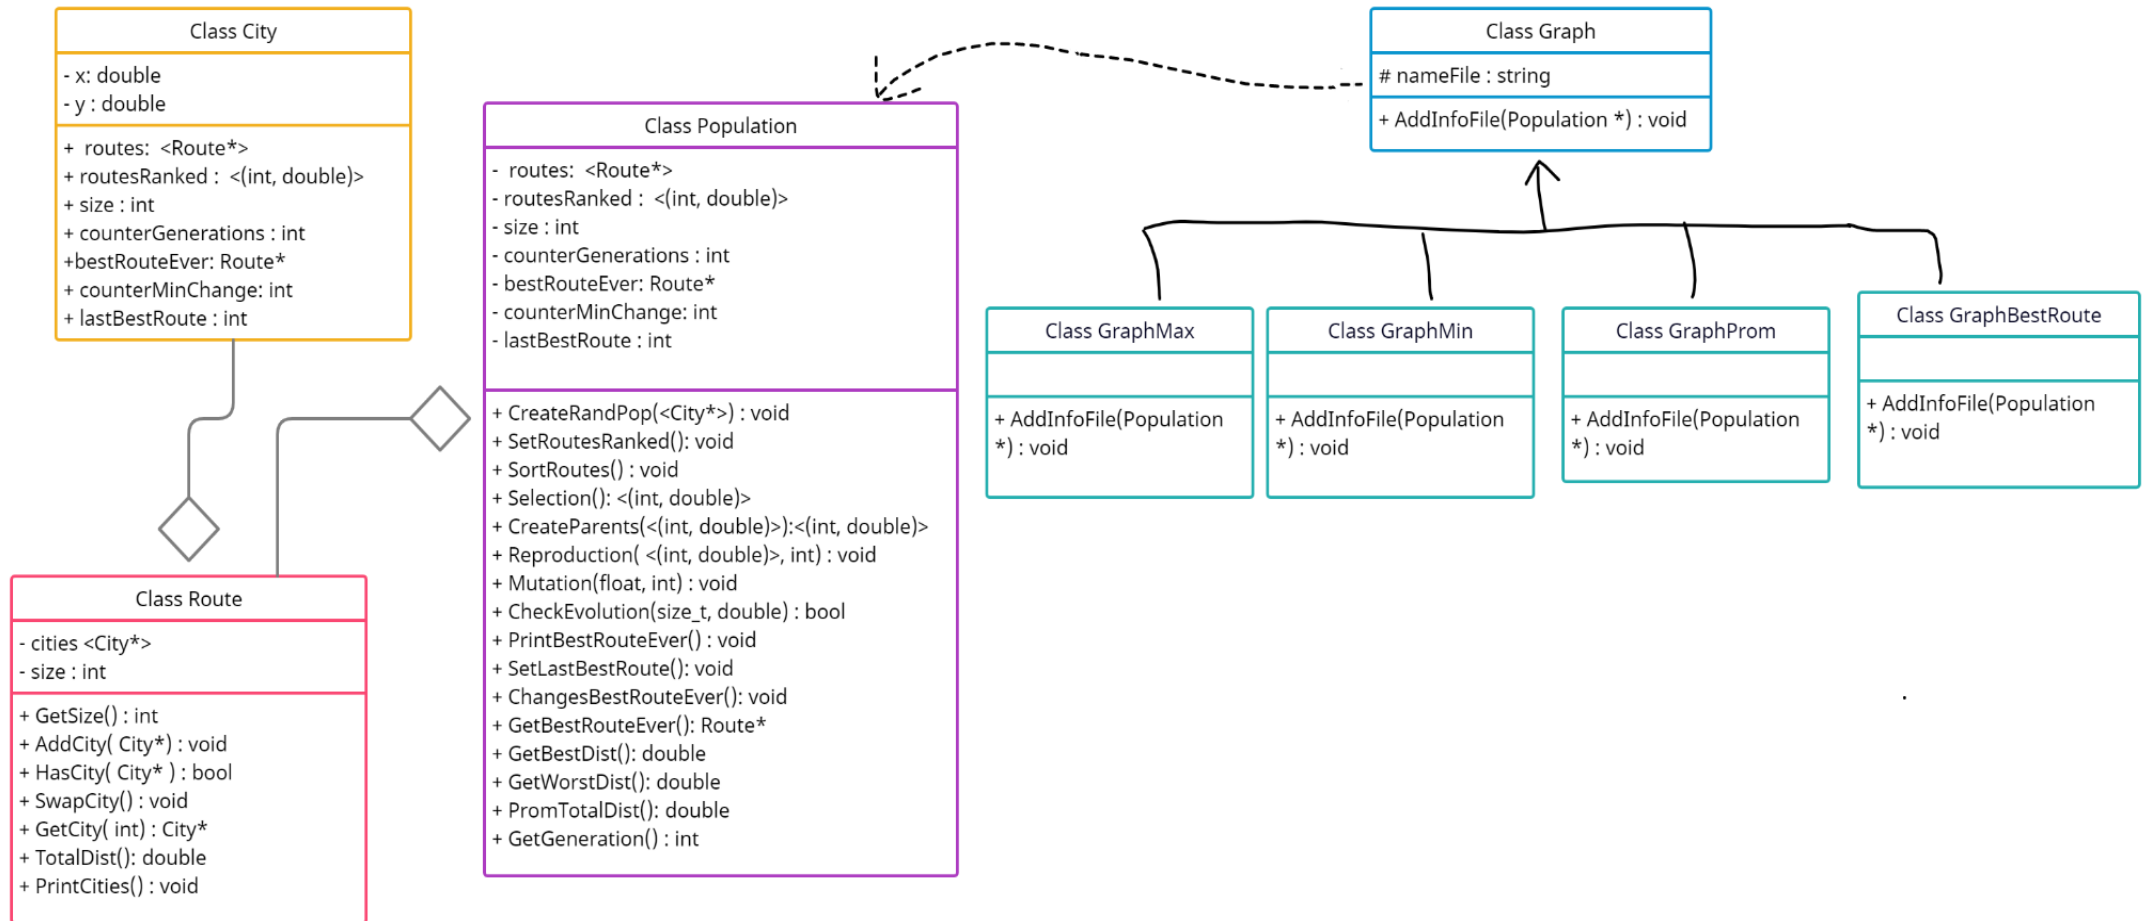 Class City
- x: double
- y : double
+  routes:  <Route*>
+ routesRanked :  <(int, double)>
+ size : int
+ counterGenerations : int
+bestRouteEver: Route*
+ counterMinChange: int
+ lastBestRoute : int
Class Route
- cities <City*>
- size : int
+ GetSize() : int
+ AddCity( City*) : void
+ HasCity( City* ) : bool
+ SwapCity() : void
+ GetCity( int) : City*
+ TotalDist(): double
+ PrintCities() : void
Class Population
-  routes:  <Route*>
- routesRanked :  <(int, double)>
- size : int
- counterGenerations : int
- bestRouteEver: Route*
- counterMinChange: int
- lastBestRoute : int
+ CreateRandPop(<City*>) : void
+ SetRoutesRanked(): void
+ SortRoutes() : void
+ Selection(): <(int, double)>
+ CreateParents(<(int, double)>):<(int, double)>
+ Reproduction( <(int, double)>, int) : void
+ Mutation(float, int) : void
+ CheckEvolution(size_t, double) : bool
+ PrintBestRouteEver() : void
+ SetLastBestRoute(): void
+ ChangesBestRouteEver(): void
+ GetBestRouteEver(): Route*
+ GetBestDist(): double
+ GetWorstDist(): double
+ PromTotalDist(): double
+ GetGeneration() : int
Class Graph
# nameFile : string
+ AddInfoFile(Population *) : void
Class GraphMax
+ AddInfoFile(Population
*) : void
Class GraphMin
+ AddInfoFile(Population
*) : void
Class GraphProm
+ AddInfoFile(Population
*) : void
Class GraphBestRoute
+ AddInfoFile(Population
*) : void